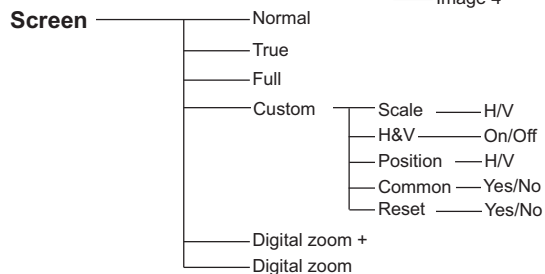 Image 4
Screen Normal
True
Full
Custom Scale H/V
H&V On/Off
Position H/V
Common Yes/No
Reset Yes/No
Digital zoom +
Digital zoom